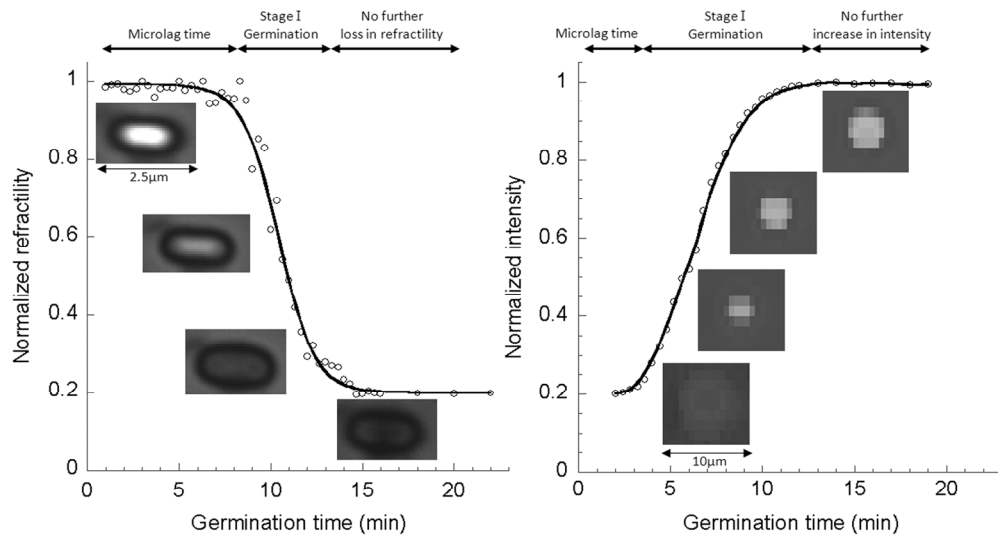 Microlag time
Stage I
Germination
No further
loss in refractility
Normalized refractility
1
0.8
0.6
0.4
0.2
0
2.5μm
0
5
10
15
20
Germination time (min)
Microlag time
Stage I
Germination
No further
increase in intensity
Normalized intensity
1
0.8
0.6
0.4
0.2
0
10μm
0
5
10
15
20
Germination time (min)